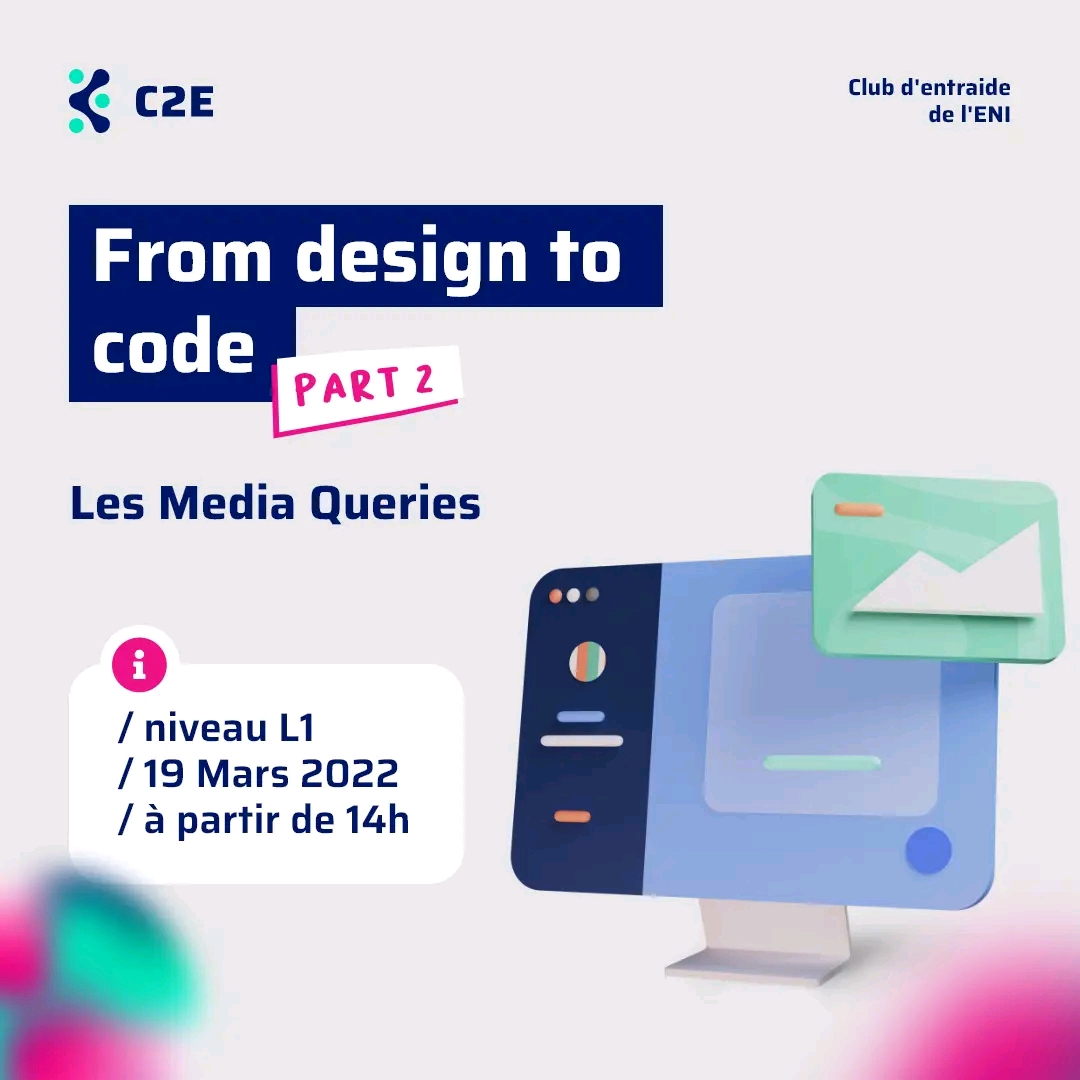 C2E
Club d'entraide
de l'ENI
From design to
code
PART 2
Les Media Queries
i
/ niveau L1
/ 19 Mars 2022
/ à partir de 14h